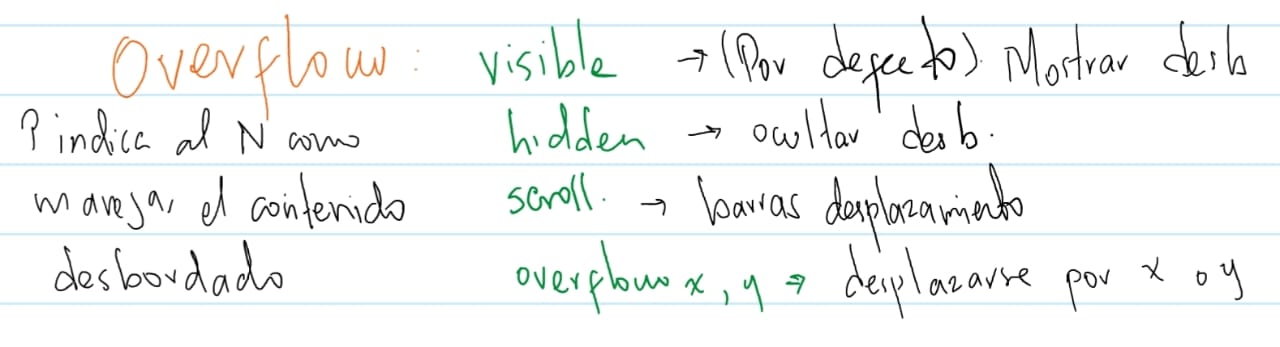 Overflow: visible → (Por defecto). Mostrar desb
P indica al N como hidden → ocultar desb.
manejar el contenido scroll. → barras desplazamiento
desbordado overflow x, y → desplazarse por x o y